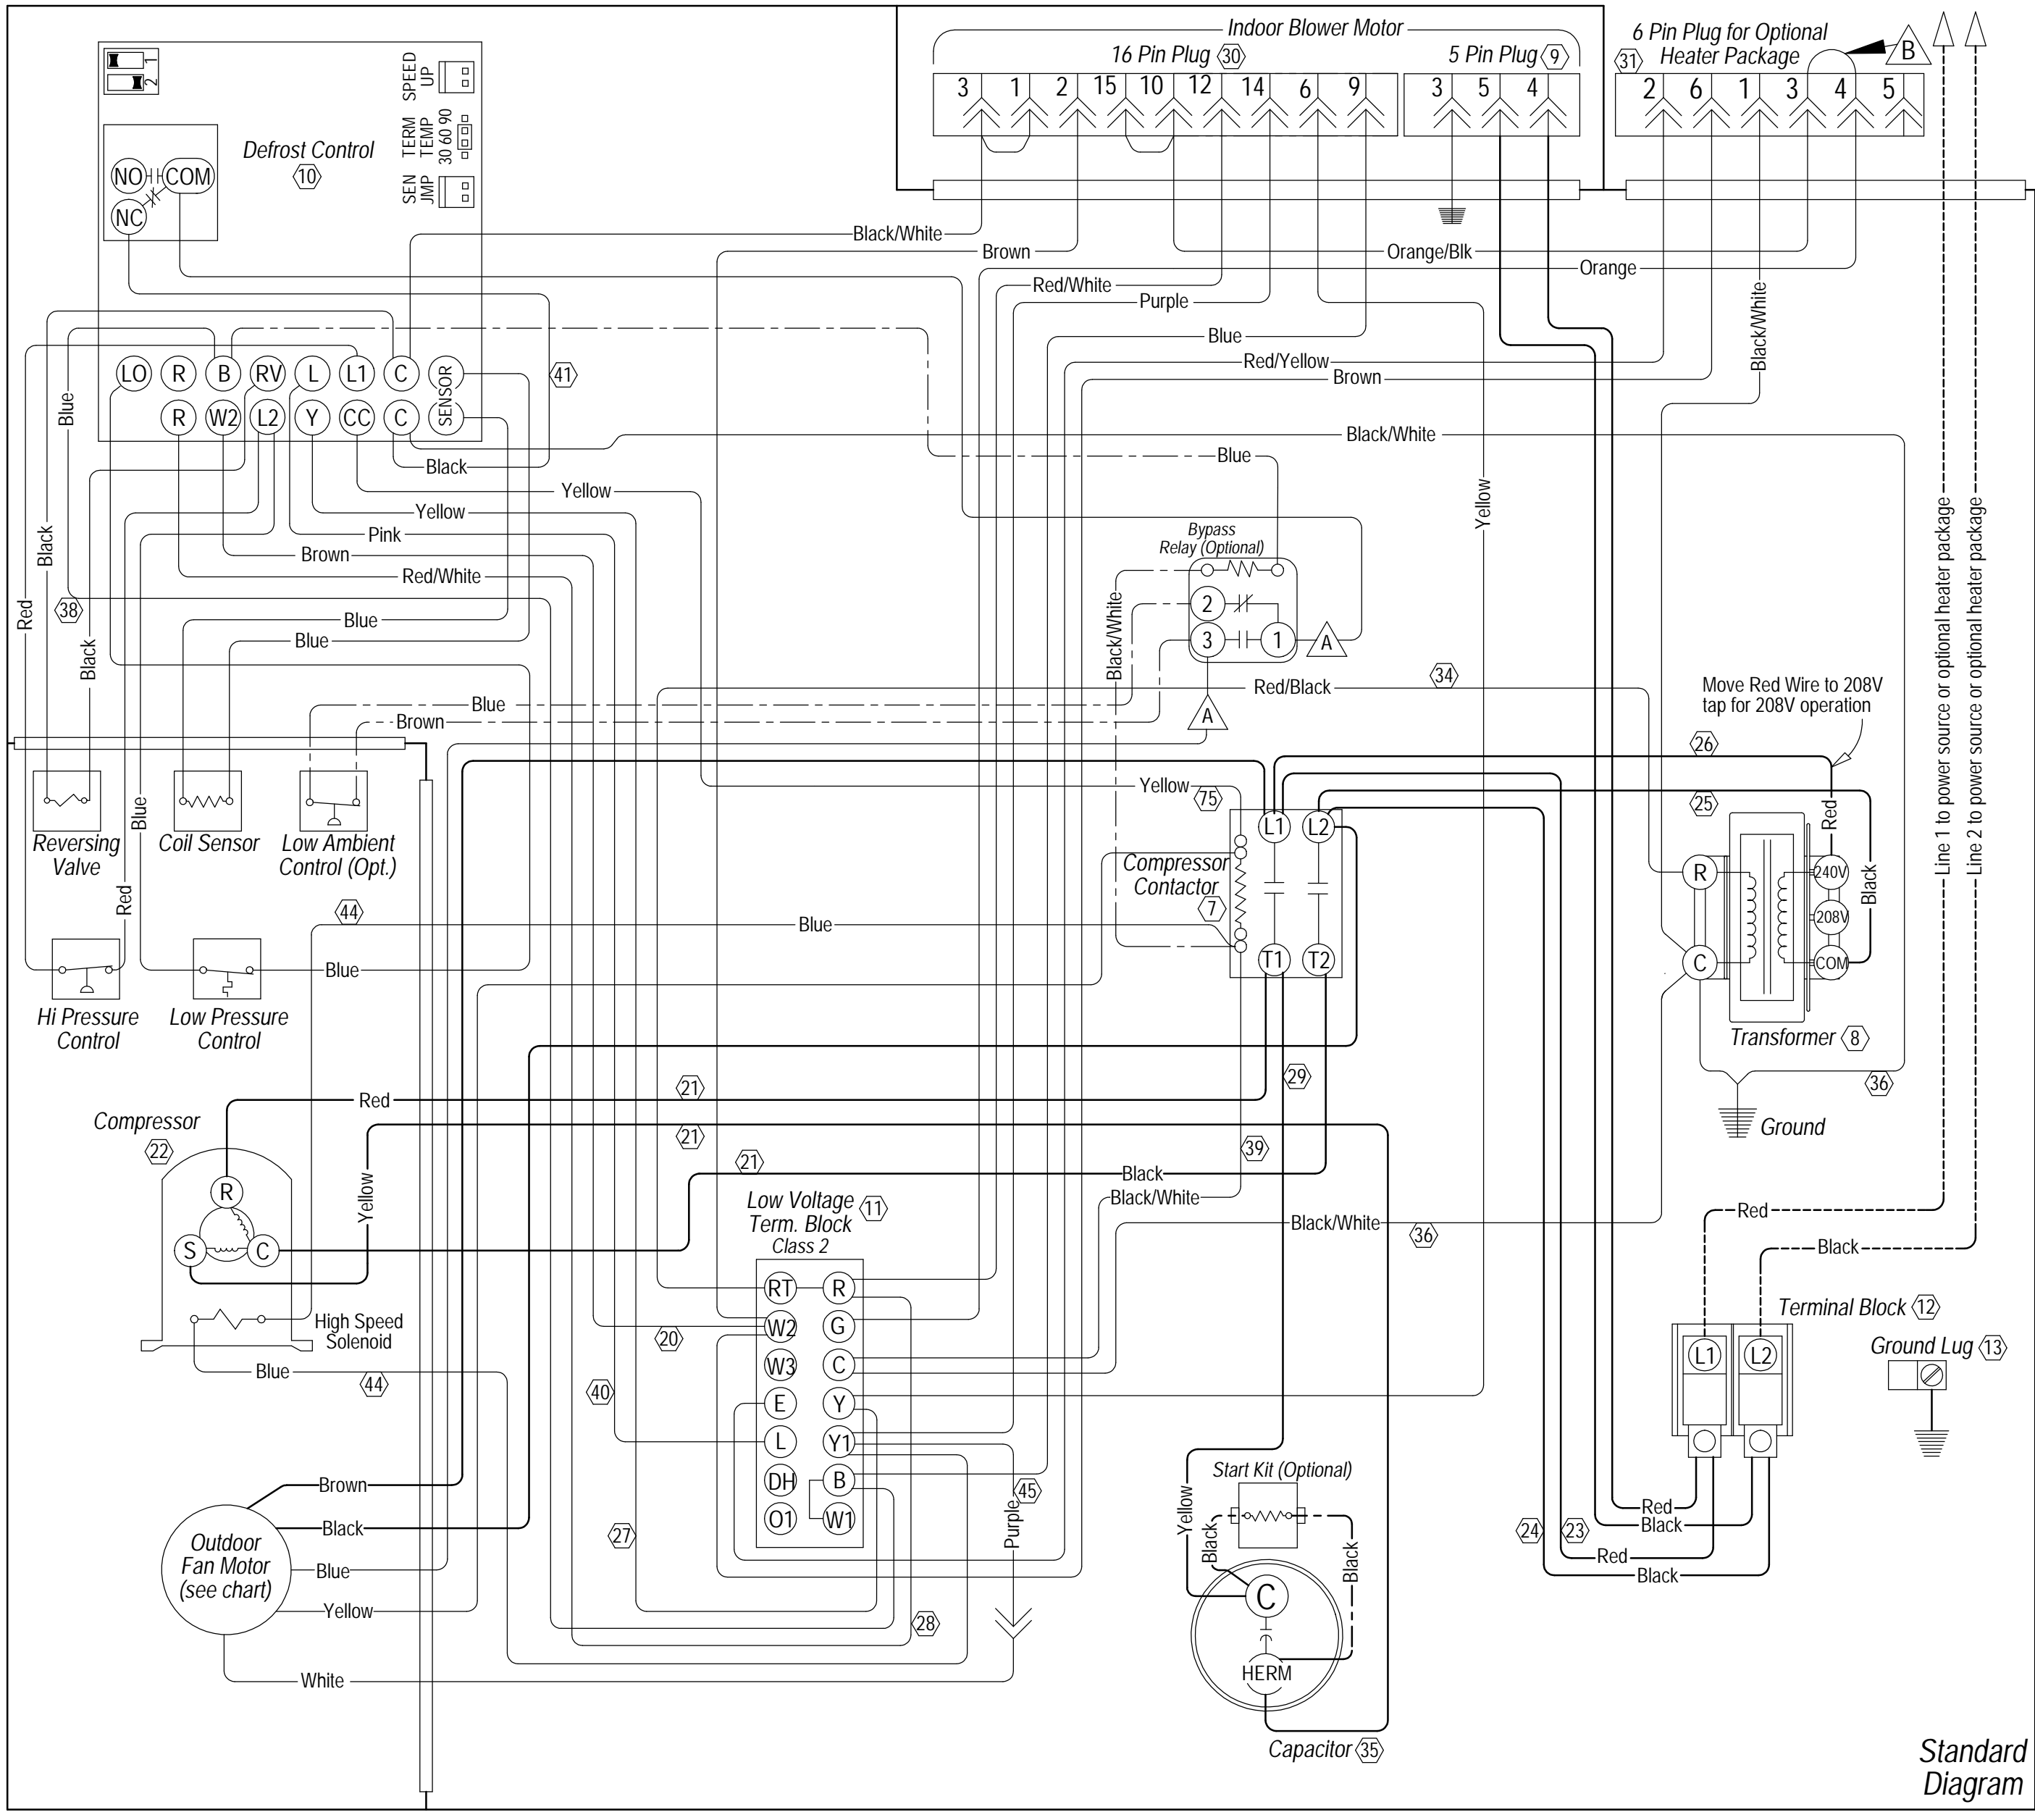 Indoor Blower Motor
16 Pin Plug 30
5 Pin Plug 9
3 1 2 15 10 12 14 6 9
3 5 4
6 Pin Plug for Optional
Heater Package
31
B
2 6 1 3 4 5
1
2
SPEED
UP
TERM
TEMP
30 60 90
SEN
JMP
Defrost Control
10
NO
COM
NC
Black/White
Brown
Orange/Blk
Orange
Red/White
Purple
Blue
Red/Yellow
Brown
Black/White
LO R B RV L L1 C SENSOR
R W2 L2 Y CC C
41
Blue
Black
Black/White
Blue
Yellow
Yellow
Yellow
Pink
Brown
Red/White
Black
Red
38
Black
Blue
Blue
Bypass
Relay (Optional)
2
3
1
A
A
Black/White
Red/Black
34
Blue
Brown
Move Red Wire to 208V
tap for 208V operation
Line 1 to power source or optional heater package
Line 2 to power source or optional heater package
26
25
Red
Black
Reversing
Valve
Coil Sensor
Low Ambient
Control (Opt.)
Blue
Red
Yellow
75
L1 L2
Compressor
Contactor
7
T1 T2
R
C
240V
208V
COM
Transformer 8
44
Blue
Blue
Hi Pressure
Control
Low Pressure
Control
36
Ground
29
21
Red
21
21
39
Black
Black/White
Black/White
36
Compressor
22
R
S
C
Yellow
High Speed
Solenoid
Blue
44
Low Voltage
Term. Block
Class 2
11
RT R
W2 G
W3 C
E Y
L Y1
DH B
O1 W1
20
40
27
28
45
Purple
Red
Black
Terminal Block 12
L1 L2
Ground Lug 13
Red
Black
24
23
Red
Black
Start Kit (Optional)
Yellow
Black
Black
C
HERM
Capacitor 35
Brown
Black
Blue
Yellow
White
Outdoor
Fan Motor
(see chart)
Standard
Diagram